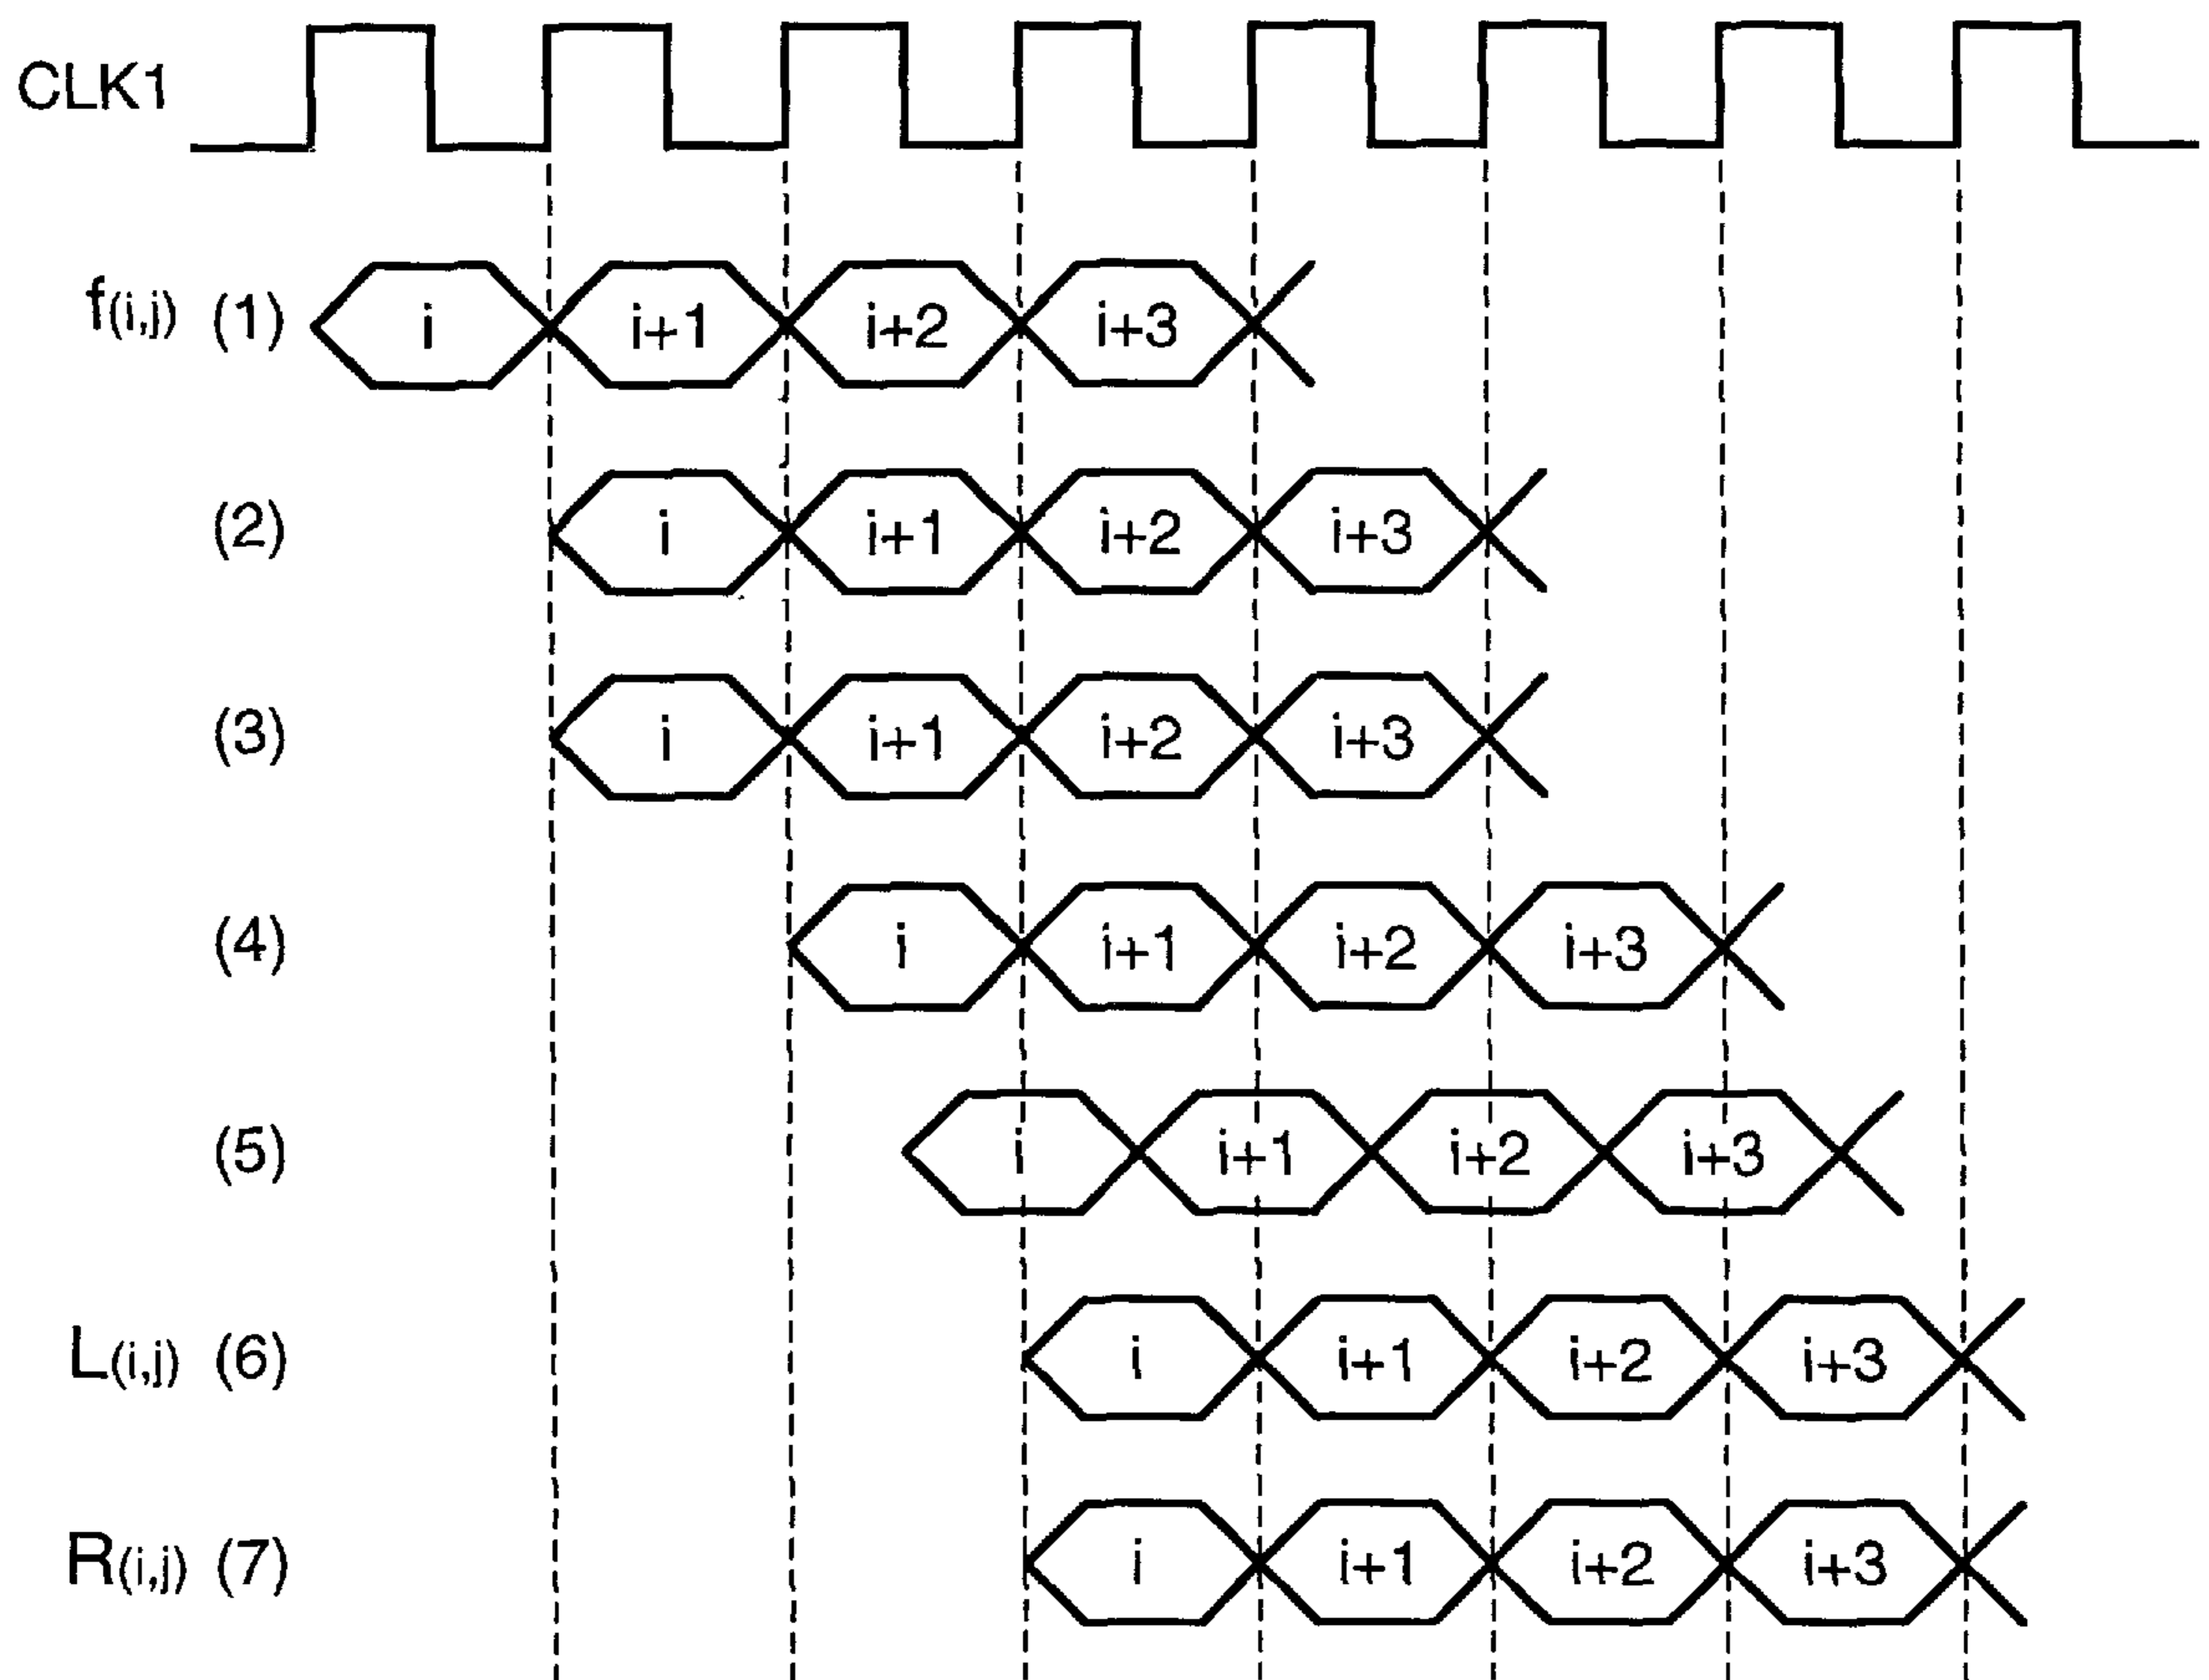 CLK1
f(i,j) (1) i i+1 i+2 i+3
(2) i i+1 i+2 i+3
(3) i i+1 i+2 i+3
(4) i i+1 i+2 i+3
(5) i i+1 i+2 i+3
L(i,j) (6) i i+1 i+2 i+3
R(i,j) (7) i i+1 i+2 i+3